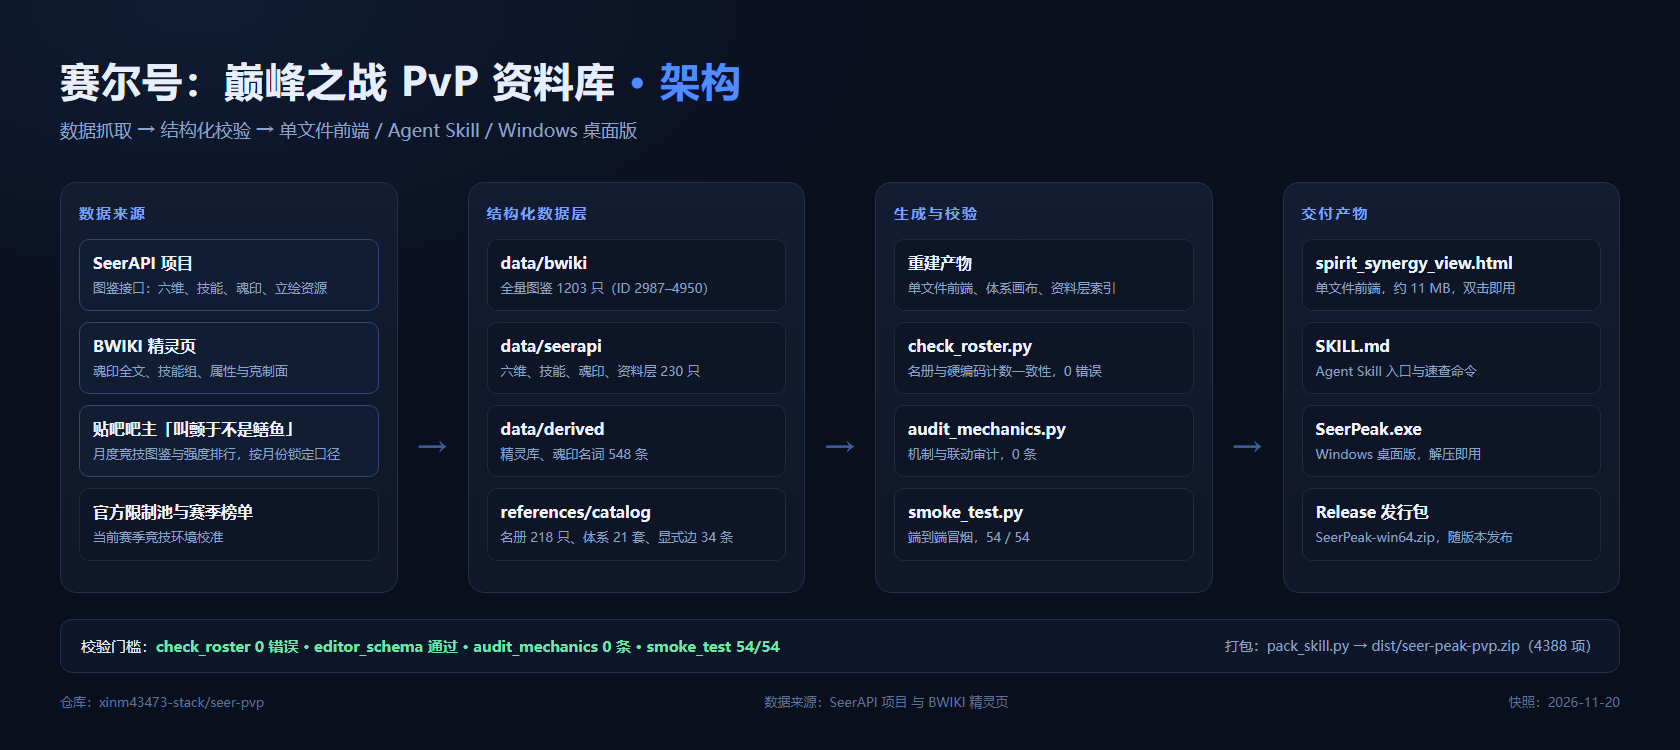 赛尔号：巅峰之战 PvP 资料库 · 架构
数据抓取 → 结构化校验 → 单文件前端 / Agent Skill / Windows 桌面版
数据来源
SeerAPI 项目
图鉴接口：六维、技能、魂印、立绘资源
BWIKI 精灵页
魂印全文、技能组、属性与克制面
贴吧吧主「叫颤于不是鳝鱼」
月度竞技图鉴与强度排行，按月份锁定口径
官方限制池与赛季榜单
当前赛季竞技环境校准
→
结构化数据层
data/bwiki
全量图鉴 1203 只（ID 2987–4950）
data/seerapi
六维、技能、魂印、资料层 230 只
data/derived
精灵库、魂印名词 548 条
references/catalog
名册 218 只、体系 21 套、显式边 34 条
→
生成与校验
重建产物
单文件前端、体系画布、资料层索引
check_roster.py
名册与硬编码计数一致性，0 错误
audit_mechanics.py
机制与联动审计，0 条
smoke_test.py
端到端冒烟，54 / 54
→
交付产物
spirit_synergy_view.html
单文件前端，约 11 MB，双击即用
SKILL.md
Agent Skill 入口与速查命令
SeerPeak.exe
Windows 桌面版，解压即用
Release 发行包
SeerPeak-win64.zip，随版本发布
校验门槛：check_roster 0 错误 • editor_schema 通过 • audit_mechanics 0 条 • smoke_test 54/54
打包：pack_skill.py → dist/seer-peak-pvp.zip（4388 项）
仓库：xinm43473-stack/seer-pvp
数据来源：SeerAPI 项目 与 BWIKI 精灵页
快照：2026-11-20